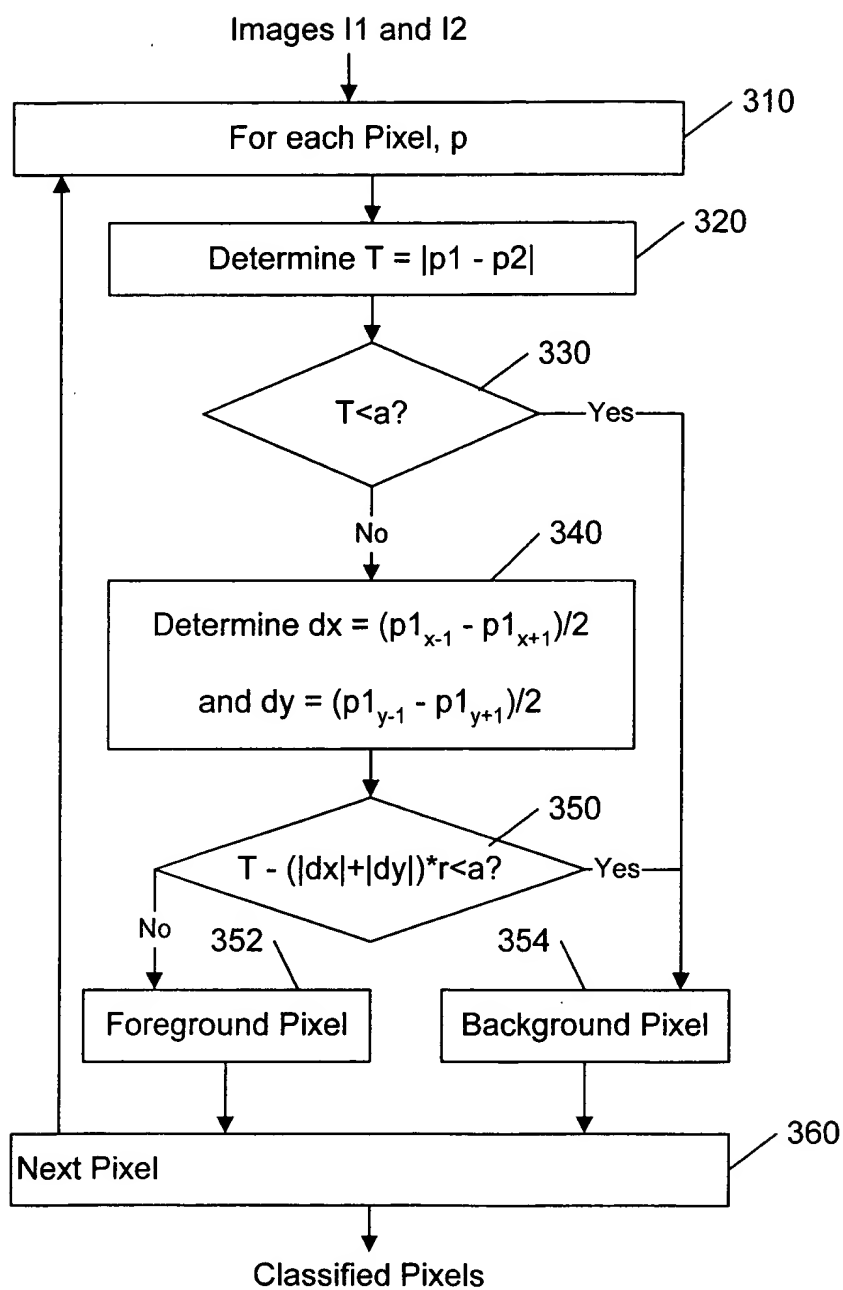 Images I1 and I2
310
For each Pixel, p
320
Determine T = |p1 - p2|
330
T<a?
Yes
No
340
Determine dx = (p1x-1 - p1x+1)/2
and dy = (p1y-1 - p1y+1)/2
350
T - (|dx|+|dy|)*r<a?
Yes
No
352
354
Foreground Pixel
Background Pixel
360
Next Pixel
Classified Pixels